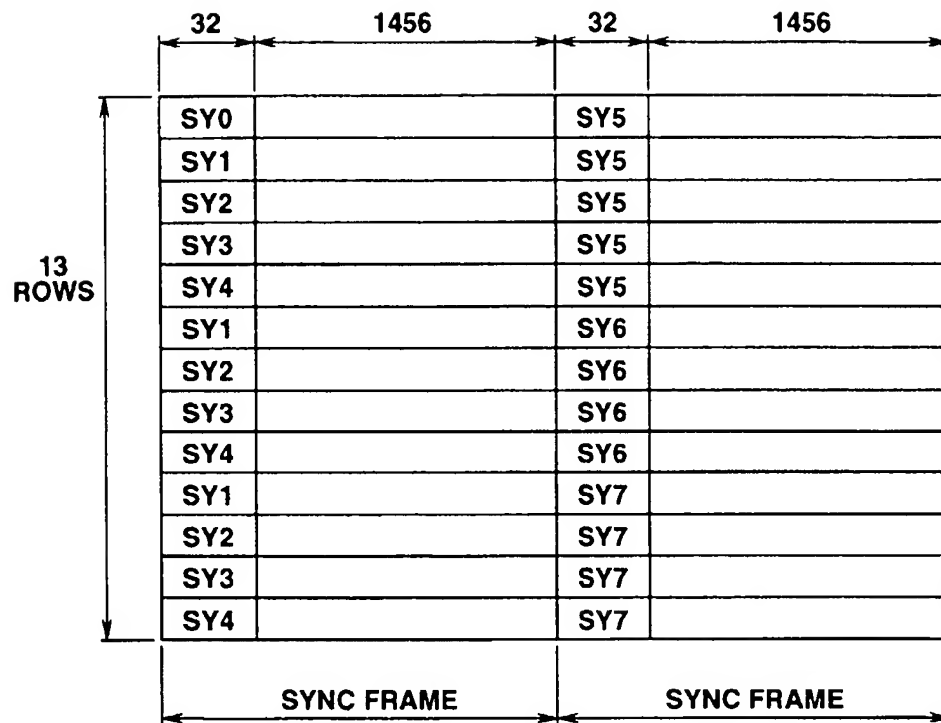 32 1456 32 1456
SY0 SY5
SY1 SY5
SY2 SY5
SY3 SY5
13
ROWS
SY4 SY5
SY1 SY6
SY2 SY6
SY3 SY6
SY4 SY6
SY1 SY7
SY2 SY7
SY3 SY7
SY4 SY7
SYNC FRAME SYNC FRAME